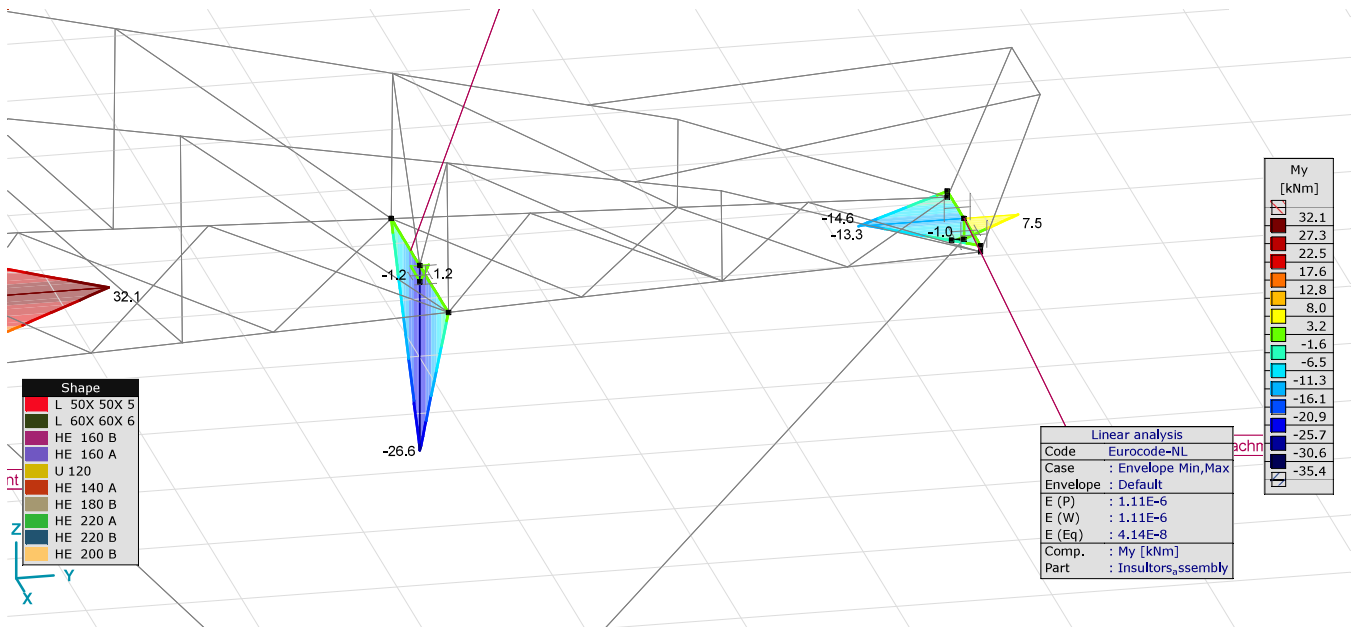 My
[kNm]
32.1
27.3
22.5
17.6
12.8
8.0
3.2
-1.6
-6.5
-11.3
-16.1
-20.9
-25.7
-30.6
-35.4
-14.6
-13.3
-1.0
7.5
-1.2
1.2
32.1
-26.6
Shape
L 50X 50X 5
L 60X 60X 6
HE 160 B
HE 160 A
U 120
HE 140 A
HE 180 B
HE 220 A
HE 220 B
HE 200 B
nt
Z
Y
X
achn
Linear analysis
Code Eurocode-NL
Case : Envelope Min,Max
Envelope : Default
E (P) : 1.11E-6
E (W) : 1.11E-6
E (Eq) : 4.14E-8
Comp. : My [kNm]
Part : Insultors_assembly